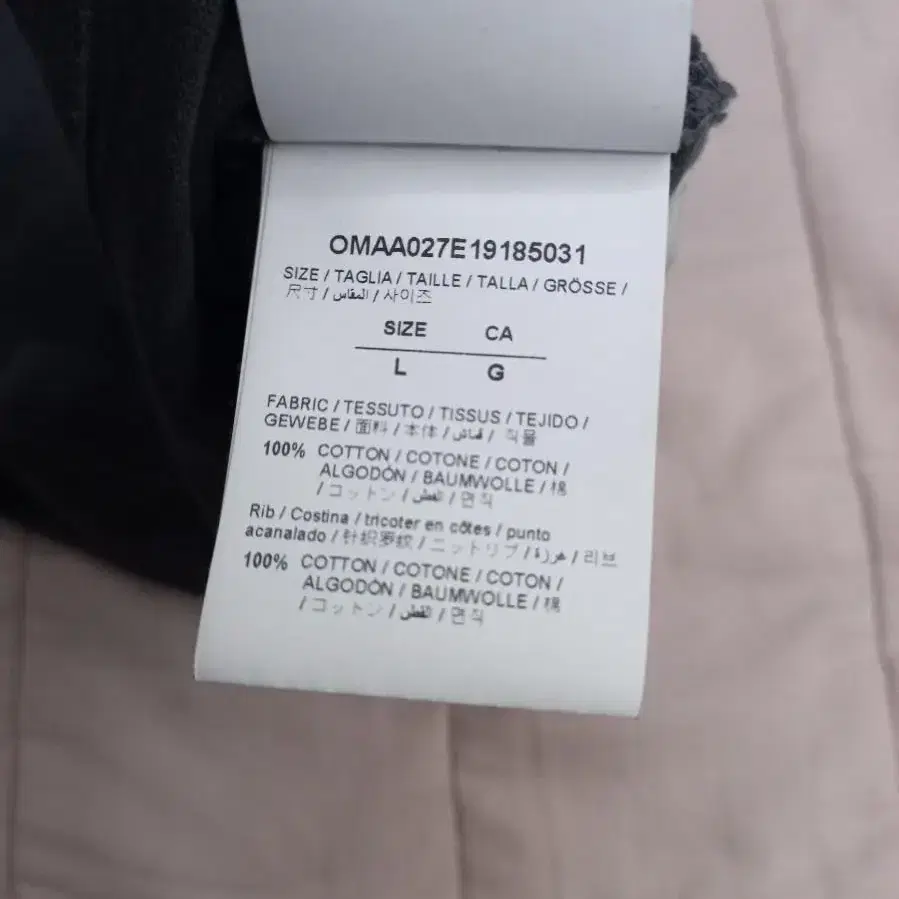 OMAA027E19185031
SIZE / TAGLIA / TAILLE / TALLA / GRÖSSE /
尺寸 / المقاس / 사이즈
SIZE CA
L G
FABRIC / TESSUTO / TISSUS / TEJIDO /
GEWEBE / 面料 / 本体 / قماش / 직물
100% COTTON / COTONE / COTON /
ALGODÓN / BAUMWOLLE / 棉
/ コットン / القطن / 면직
Rib / Costina / tricoter en côtes / punto
acanalado / 针织罗纹 / ニットリブ / هزرة / 리브
100% COTTON / COTONE / COTON /
ALGODÓN / BAUMWOLLE / 棉
/ コットン / القطن / 면직